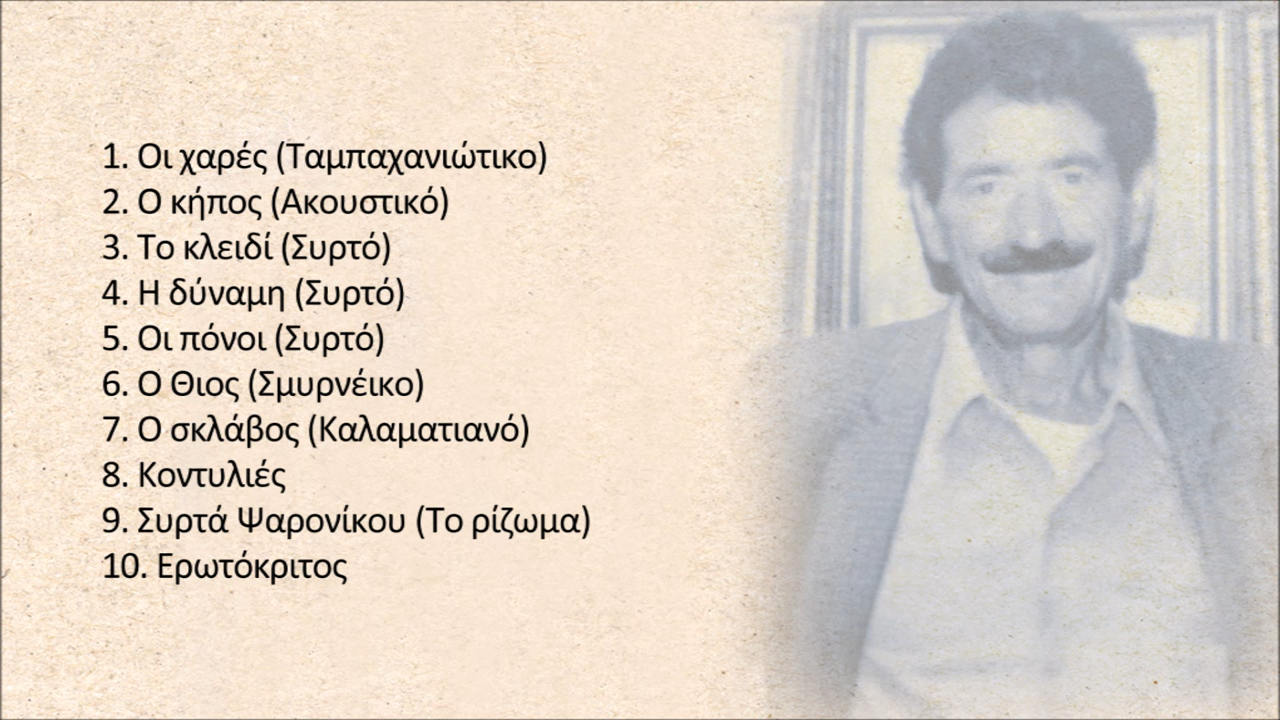 1. Οι χαρές (Ταμπαχανιώτικο)
2. Ο κήπος (Ακουστικό)
3. Το κλειδί (Συρτό)
4. Η δύναμη (Συρτό)
5. Οι πόνοι (Συρτό)
6. Ο Θιος (Σμυρνέικο)
7. Ο σκλάβος (Καλαματιανό)
8. Κοντυλιές
9. Συρτά Ψαρονίκου (Το ρίζωμα)
10. Ερωτόκριτος